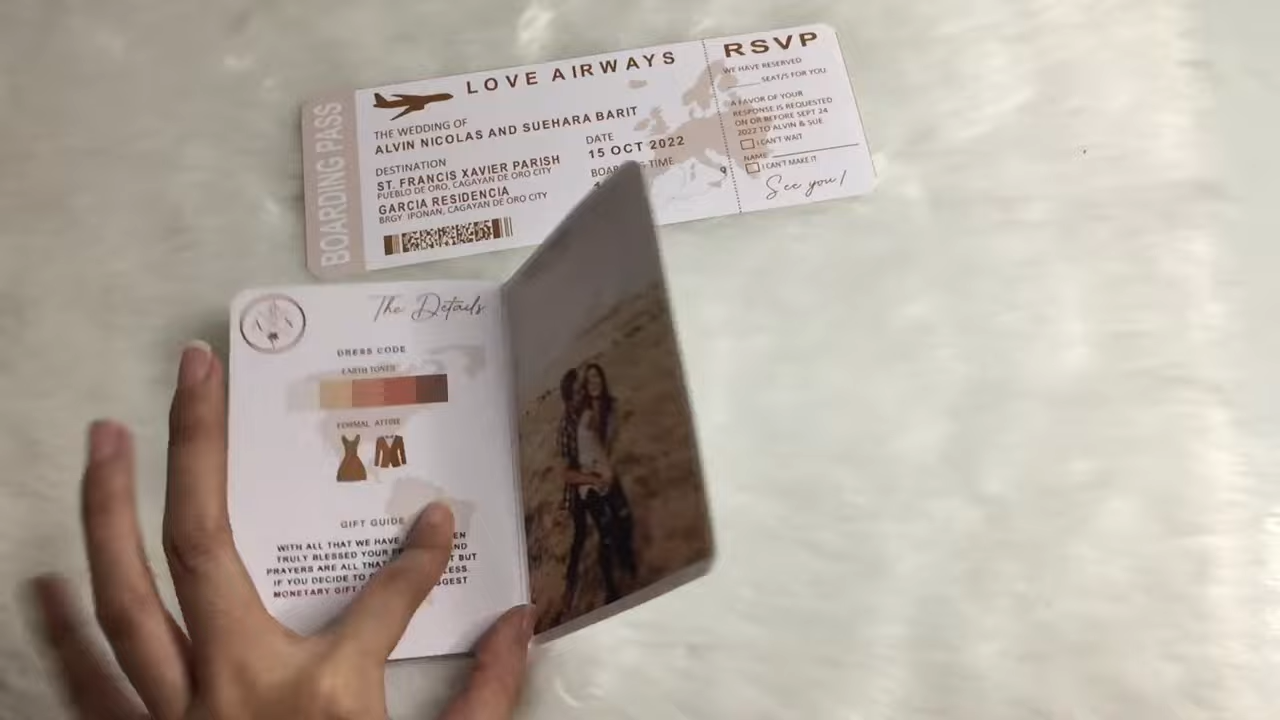 BOARDING PASS
LOVE AIRWAYS
THE WEDDING OF
ALVIN NICOLAS AND SUEHARA BARIT
DESTINATION
ST. FRANCIS XAVIER PARISH
PUEBLO DE ORO, CAGAYAN DE ORO CITY
GARCIA RESIDENCIA
BRGY IPONAN, CAGAYAN DE ORO CITY
DATE
15 OCT 2022
TIME
RSVP
WE HAVE RESERVED
SEAT/S FOR YOU
A FAVOR OF YOUR
RESPONSE IS REQUESTED
ON OR BEFORE SEPT 24
2022 TO ALVIN & SUE
I CAN'T WAIT
NAME
I CAN'T MAKE IT
See you!
The Details
DRESS CODE
EARTH TONES
FORMAL ATTIRE
GIFT GUIDE
WITH ALL THAT WE HAVE,
TRULY BLESSED YOUR
PRAYERS ARE ALL THAT BUT
IF YOU DECIDE TO
MONETARY GIFT